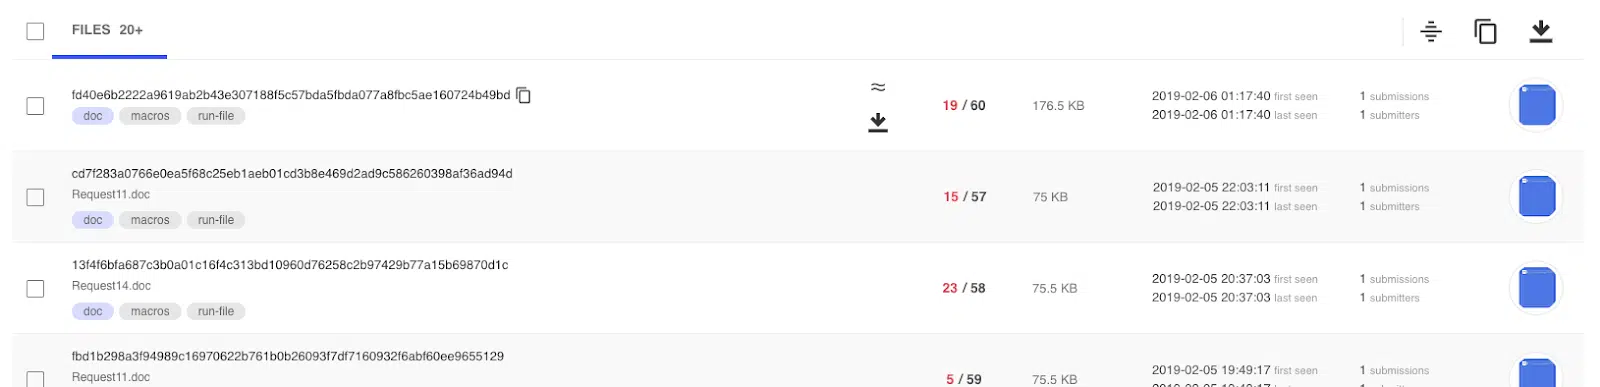 FILES 20+
fd40e6b2222a9619ab2b43e307188f5c57bda5fbda077a8fbc5ae160724b49bd
doc macros run-file
19 / 60
176.5 KB
2019-02-06 01:17:40 first seen
2019-02-06 01:17:40 last seen
1 submissions
1 submitters
cd7f283a0766e0ea5f68c25eb1aeb01cd3b8e469d2ad9c586260398af36ad94d
Request11.doc
doc macros run-file
15 / 57
75 KB
2019-02-05 22:03:11 first seen
2019-02-05 22:03:11 last seen
1 submissions
1 submitters
13f4f6bfa687c3b0a01c16f4c313bd10960d76258c2b97429b77a15b69870d1c
Request14.doc
doc macros run-file
23 / 58
75.5 KB
2019-02-05 20:37:03 first seen
2019-02-05 20:37:03 last seen
1 submissions
1 submitters
fbd1b298a3f94989c16970622b761b0b26093f7df7160932f6abf60ee9655129
Request11.doc
5 / 59
75.5 KB
2019-02-05 19:49:17 first seen
1 submissions